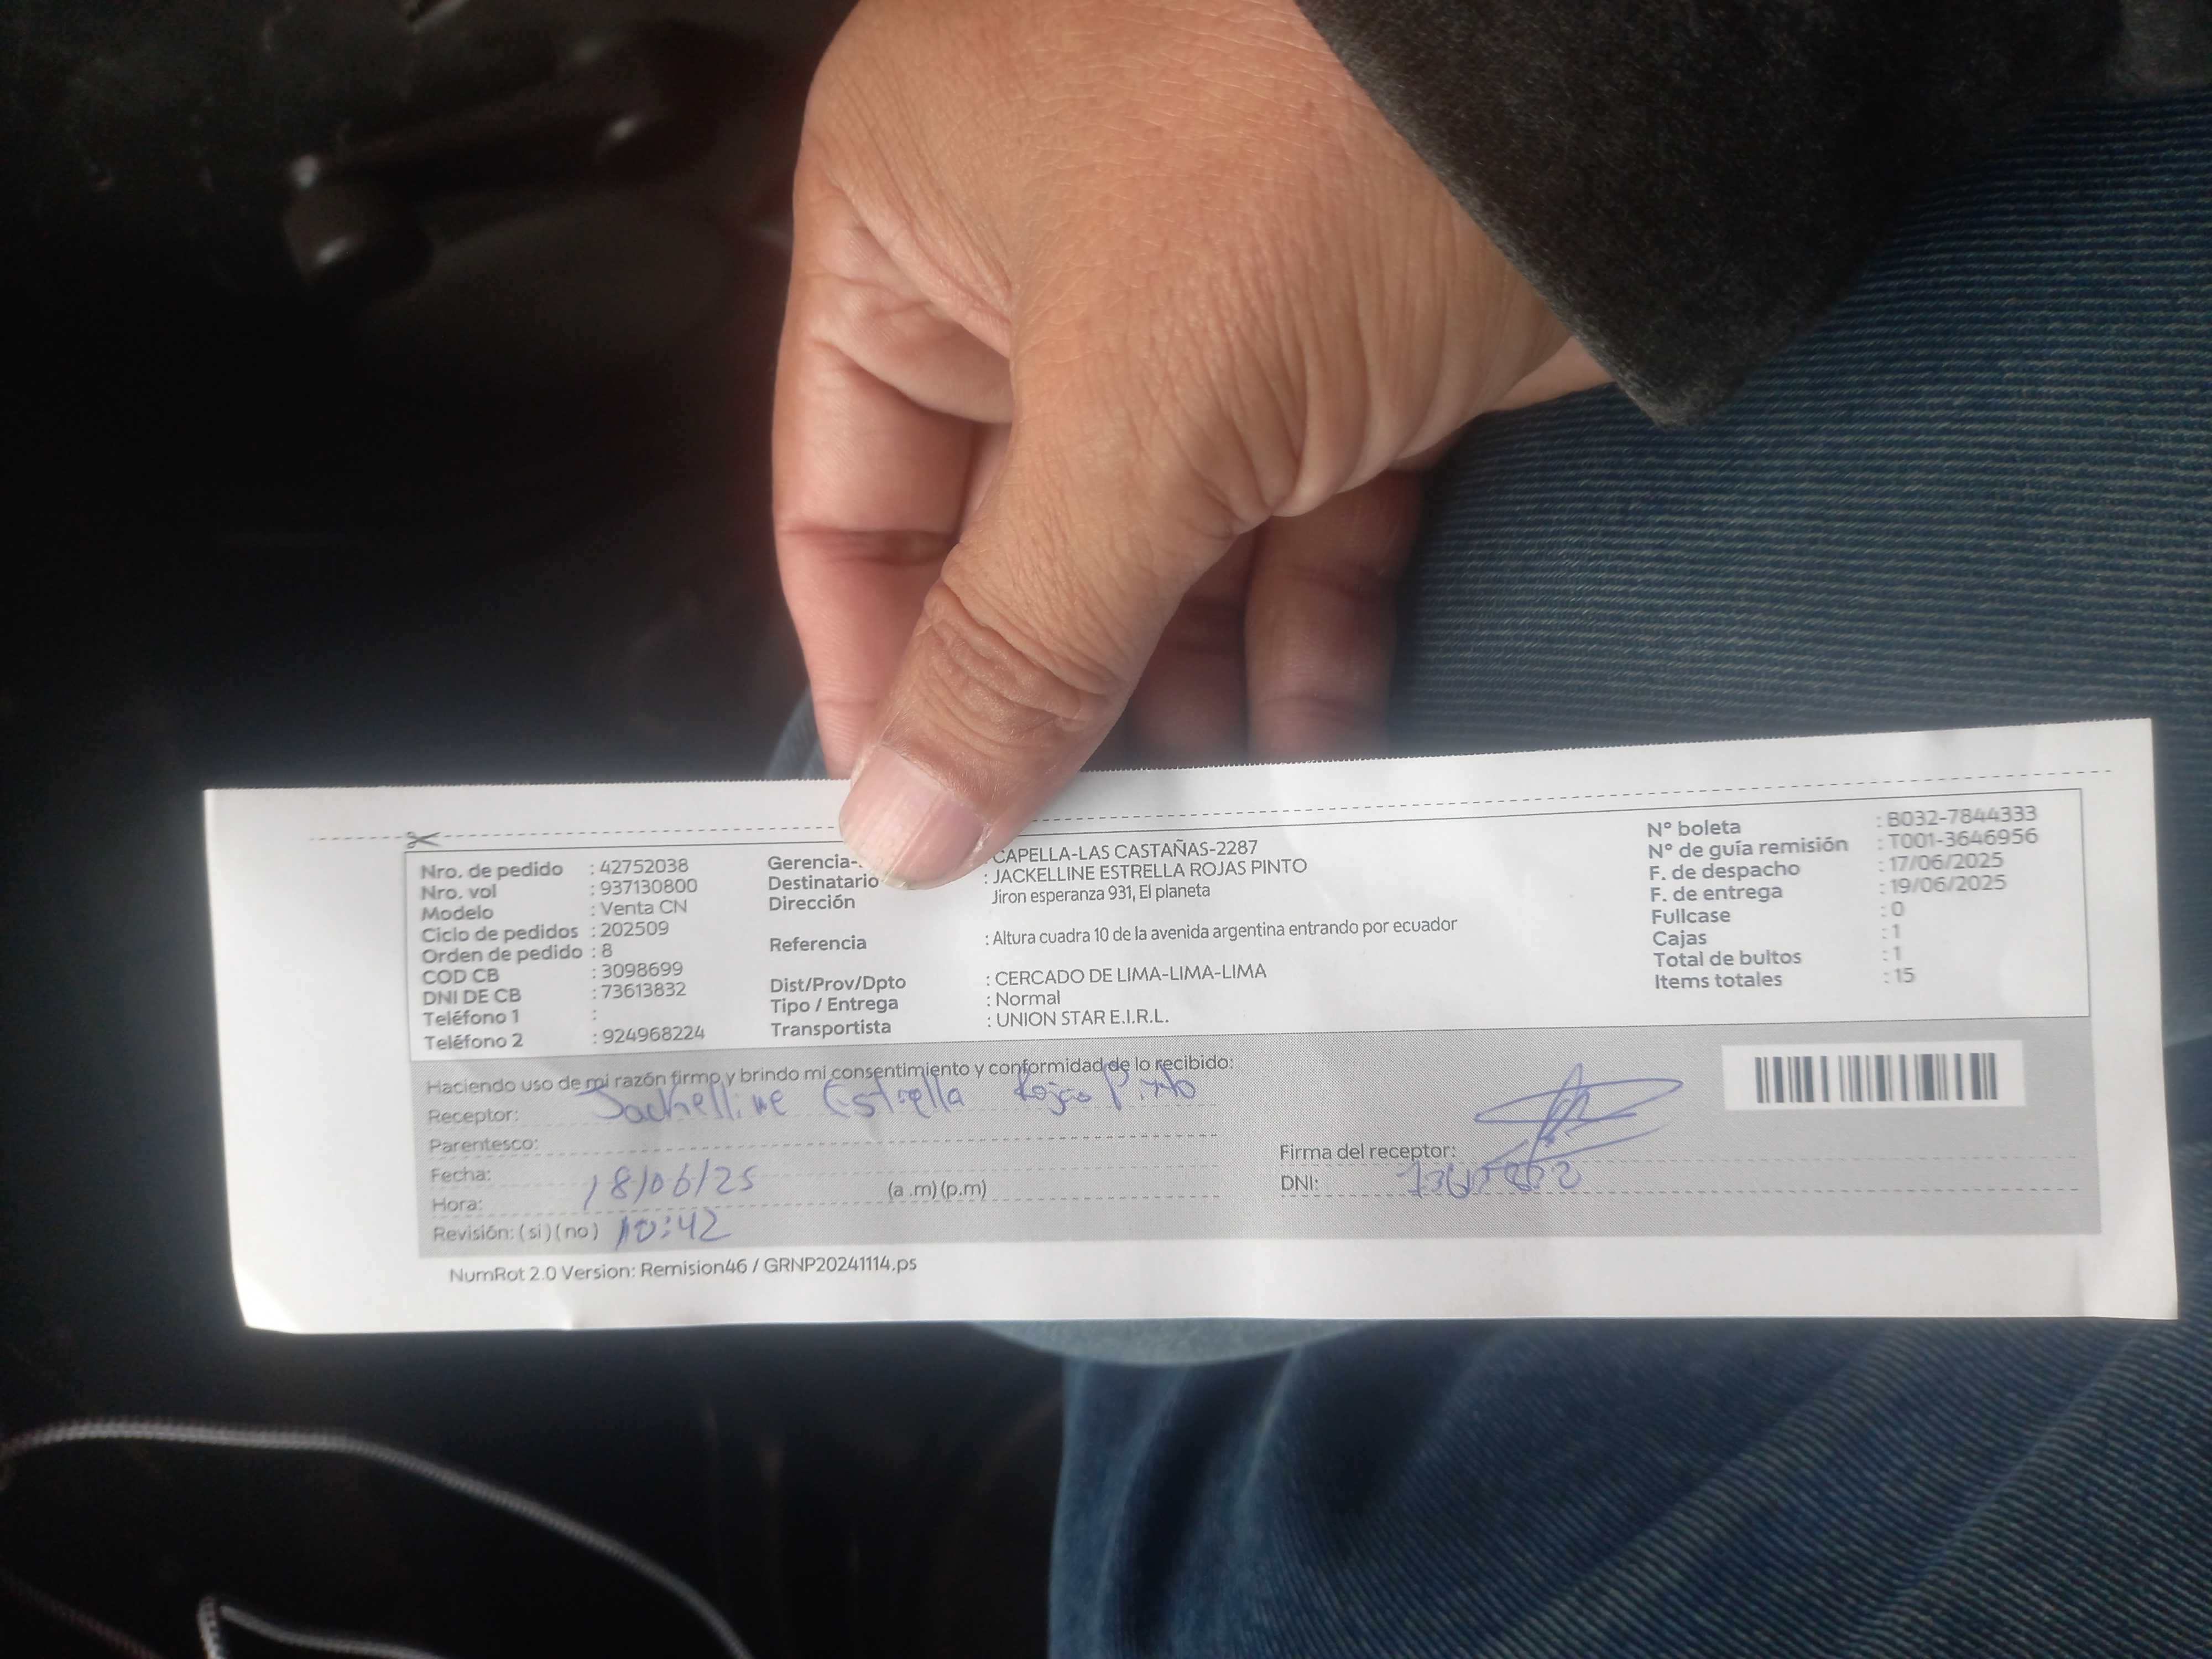 Nro. de pedido : 42752038
Nro. vol : 937130800
Modelo : Venta CN
Ciclo de pedidos : 202509
Orden de pedido : 8
COD CB : 3098699
DNI DE CB : 73613832
Teléfono 1 :
Teléfono 2 : 924968224
Gerencia- : CAPELLA-LAS CASTAÑAS-2287
Destinatario : JACKELLINE ESTRELLA ROJAS PINTO
Dirección Jiron esperanza 931, El planeta
Referencia : Altura cuadra 10 de la avenida argentina entrando por ecuador
Dist/Prov/Dpto : CERCADO DE LIMA-LIMA-LIMA
Tipo / Entrega : Normal
Transportista : UNION STAR E.I.R.L.
N° boleta : B032-7844333
N° de guía remisión : T001-3646956
F. de despacho : 17/06/2025
F. de entrega : 19/06/2025
Fullcase : 0
Cajas : 1
Total de bultos : 1
Items totales : 15
Haciendo uso de mi razón firmo y brindo mi consentimiento y conformidad de lo recibido:
Receptor: Jackelline Estrella Rojas Pinto
Parentesco:
Fecha: 18/06/25
Hora: (a .m) (p.m)
Revisión: ( si ) ( no ) 10:42
Firma del receptor:
DNI:
NumRot 2.0 Version: Remision46 / GRNP20241114.ps